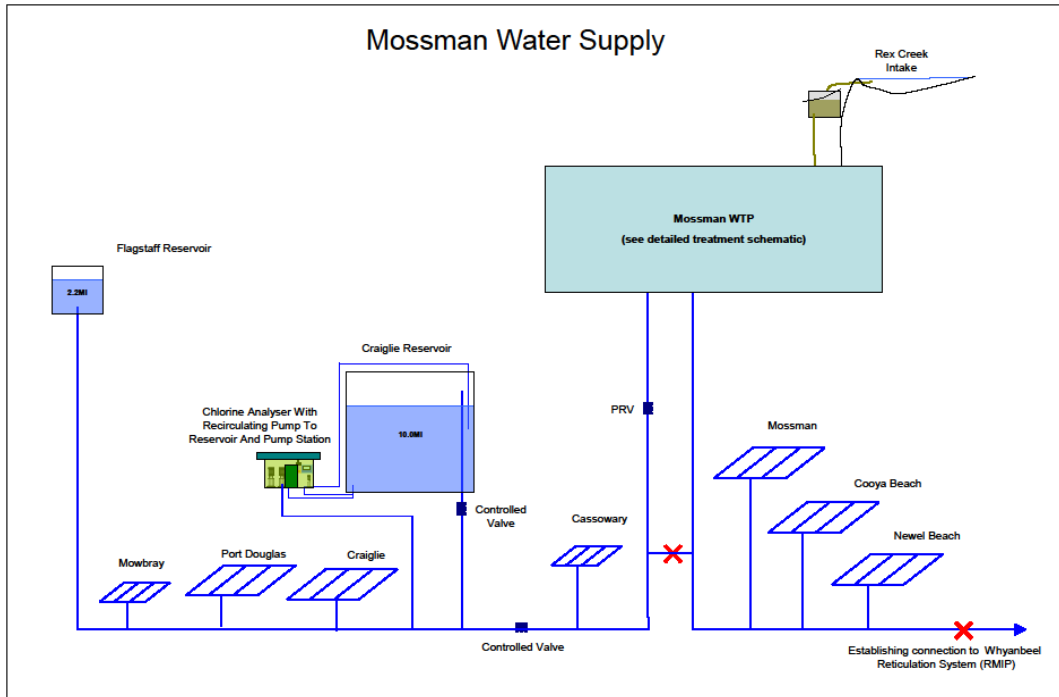 Mossman Water Supply
Rex Creek
Intake
Mossman WTP
(see detailed treatment schematic)
Flagstaff Reservoir
2.2Ml
Craiglie Reservoir
Chlorine Analyser With
Recirculating Pump To
Reservoir And Pump Station
10.0Ml
PRV
Mossman
Cooya Beach
Newel Beach
Controlled
Valve
Cassowary
Mowbray
Port Douglas
Craiglie
Controlled Valve
Establishing connection to Whyanbeel
Reticulation System (RMIP)